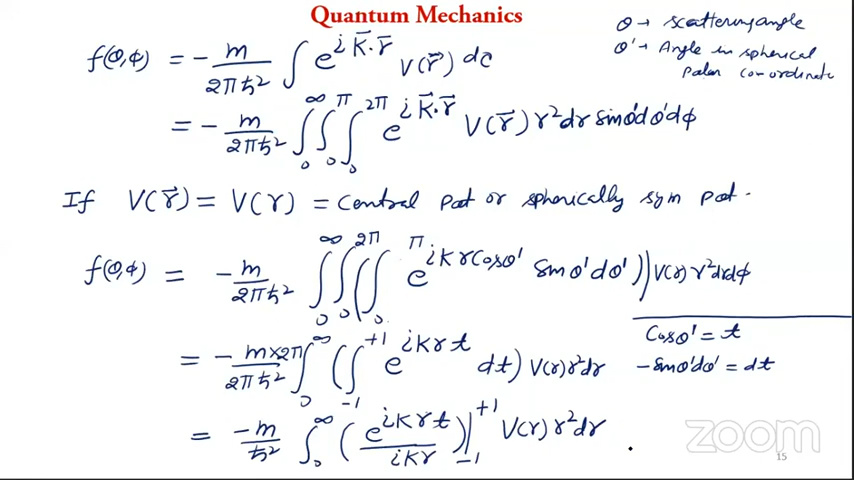 Quantum Mechanics
θ → scattering angle
θ' → Angle in spherical
polar co-ordinate
f(θ,ϕ) = - m/2πℏ² ∫ e^{i K⃗·r⃗} V(r⃗) dτ
= - m/2πℏ² ∫₀^∞ ∫₀^π ∫₀^{2π} e^{i K⃗·r⃗} V(r⃗) r² dr sinθ' dθ' dϕ
If V(r⃗) = V(r) = central pot or spherically sym pot.
f(θ,ϕ) = - m/2πℏ² ∫₀^∞ ∫₀^{2π} (∫₀^π e^{i K r cosθ'} sinθ' dθ')) V(r) r² dr dϕ
cosθ' = t
= - m×2π/2πℏ² ∫₀^∞ (∫_{-1}^{+1} e^{i K r t} dt) V(r) r² dr
-sinθ' dθ' = dt
= -m/ℏ² ∫₀^∞ (e^{i K r t}/iKr)|_{-1}^{+1} V(r) r² dr
zoom
15